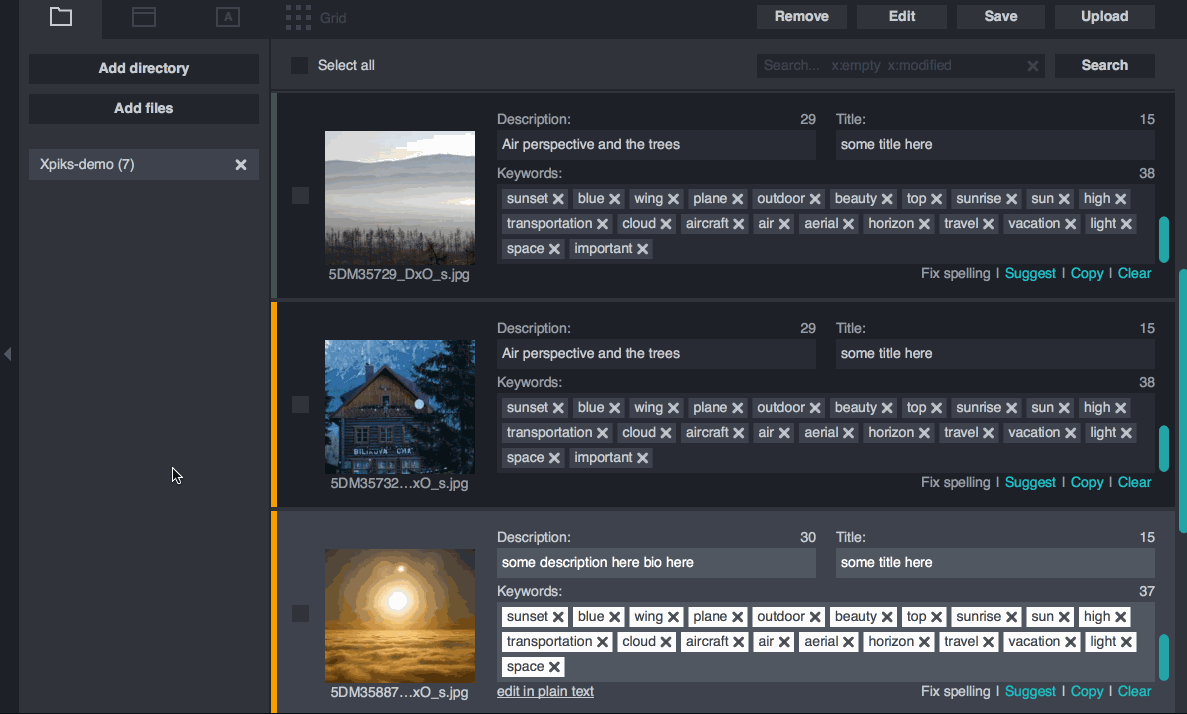 A Grid Remove Edit Save Upload
Add directory
Select all
Search... x:empty x:modified
Search
Add files
Xpiks-demo (7)
Description: 29 Title: 15
Air perspective and the trees some title here
Keywords: 38
sunset blue wing plane outdoor beauty top sunrise sun high
transportation cloud aircraft air aerial horizon travel vacation light
space important
5DM35729_DxO_s.jpg
Fix spelling | Suggest | Copy | Clear
Description: 29 Title: 15
Air perspective and the trees some title here
Keywords: 38
sunset blue wing plane outdoor beauty top sunrise sun high
transportation cloud aircraft air aerial horizon travel vacation light
BILIKOVA CHATA
space important
5DM35732...xO_s.jpg
Fix spelling | Suggest | Copy | Clear
Description: 30 Title: 15
some description here bio here some title here
Keywords: 37
sunset blue wing plane outdoor beauty top sunrise sun high
transportation cloud aircraft air aerial horizon travel vacation light
space
5DM35887...xO_s.jpg
edit in plain text Fix spelling | Suggest | Copy | Clear